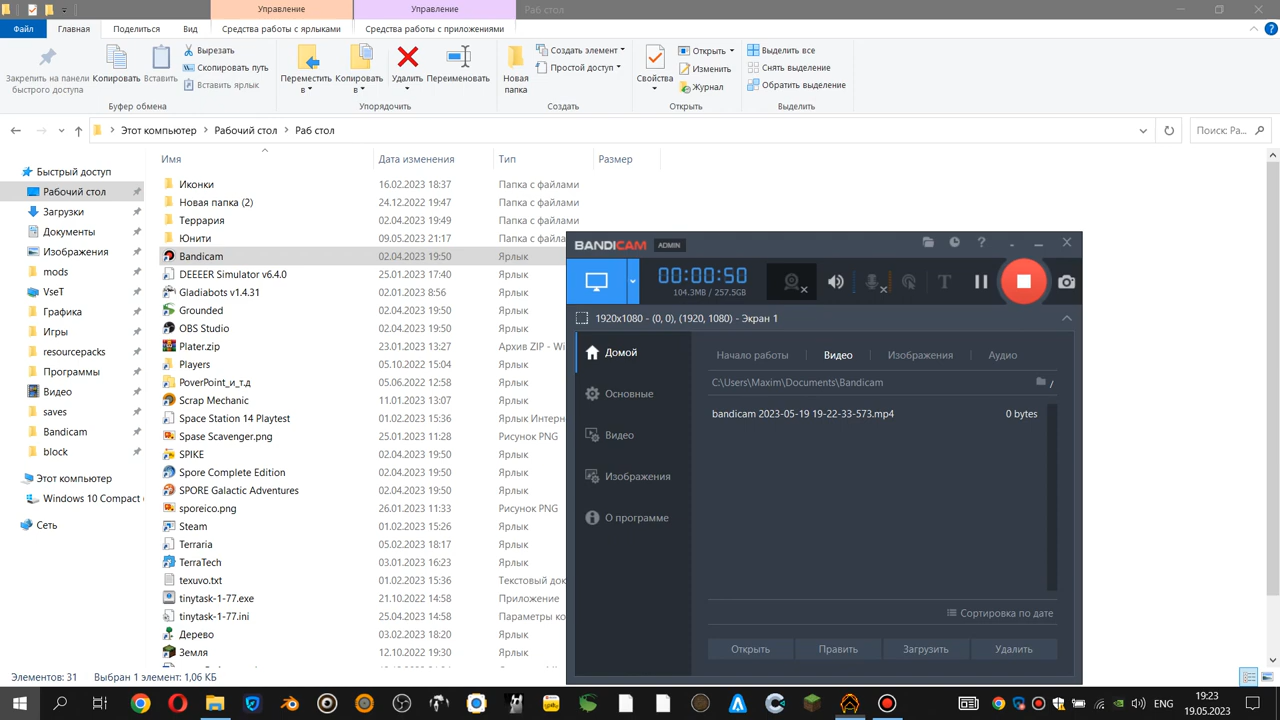 Управление
Управление
Раб стол
Файл
Главная
Поделиться
Вид
Средства работы с ярлыками
Средства работы с приложениями
Закрепить на панели
быстрого доступа
Копировать
Вставить
Вырезать
Скопировать путь
Вставить ярлык
Буфер обмена
Переместить
в
Копировать
в
Удалить
Переименовать
Упорядочить
Новая
папка
Создать элемент
Простой доступ
Создать
Свойства
Открыть
Изменить
Журнал
Открыть
Выделить все
Снять выделение
Обратить выделение
Выделить
Этот компьютер
Рабочий стол
Раб стол
Поиск: Ра...
Имя
Дата изменения
Тип
Размер
Быстрый доступ
Рабочий стол
Загрузки
Документы
Изображения
mods
VseT
Графика
Игры
resourcepacks
Программы
Видео
saves
Bandicam
block
Этот компьютер
Windows 10 Compact
Сеть
Иконки 16.02.2023 18:37 Папка с файлами
Новая папка (2) 24.12.2022 19:47 Папка с файлами
Террария 02.04.2023 19:49 Папка с файлами
Юнити 09.05.2023 21:17 Папка с файла
Bandicam 02.04.2023 19:50 Ярлык
DEEEER Simulator v6.4.0 25.01.2023 17:40 Ярлык
Gladiabots v1.4.31 02.01.2023 8:56 Ярлык
Grounded 02.04.2023 19:50 Ярлык
OBS Studio 02.04.2023 19:50 Ярлык
Plater.zip 23.01.2023 13:27 Архив ZIP - Wi
Players 05.10.2022 15:04 Ярлык
PoverPoint_и_т.д 05.06.2022 12:58 Ярлык
Scrap Mechanic 11.01.2023 13:07 Ярлык
Space Station 14 Playtest 01.02.2023 15:36 Ярлык Интерн
Spase Scavenger.png 25.01.2023 11:28 Рисунок PNG
SPIKE 02.04.2023 19:50 Ярлык
Spore Complete Edition 02.04.2023 19:50 Ярлык
SPORE Galactic Adventures 02.04.2023 19:50 Ярлык
sporeico.png 26.01.2023 11:33 Рисунок PNG
Steam 01.02.2023 15:26 Ярлык
Terraria 05.02.2023 18:17 Ярлык
TerraTech 03.01.2023 16:23 Ярлык
texuvo.txt 01.02.2023 15:36 Текстовый док
tinytask-1-77.exe 21.10.2022 14:58 Приложение
tinytask-1-77.ini 25.04.2023 14:58 Параметры ко
Дерево 03.02.2023 18:20 Ярлык
Земля 12.10.2022 19:30 Ярлык
BANDICAM ADMIN
00:00:50
104.3MB / 257.5GB
1920x1080 - (0, 0), (1920, 1080) - Экран 1
Домой
Основные
Видео
Изображения
О программе
Начало работы
Видео
Изображения
Аудио
C:\Users\Maxim\Documents\Bandicam
bandicam 2023-05-19 19-22-33-573.mp4 0 bytes
Сортировка по дате
Открыть
Править
Загрузить
Удалить
Элементов: 31 Выбран 1 элемент: 1,06 КБ
ENG
19:23
19.05.2023